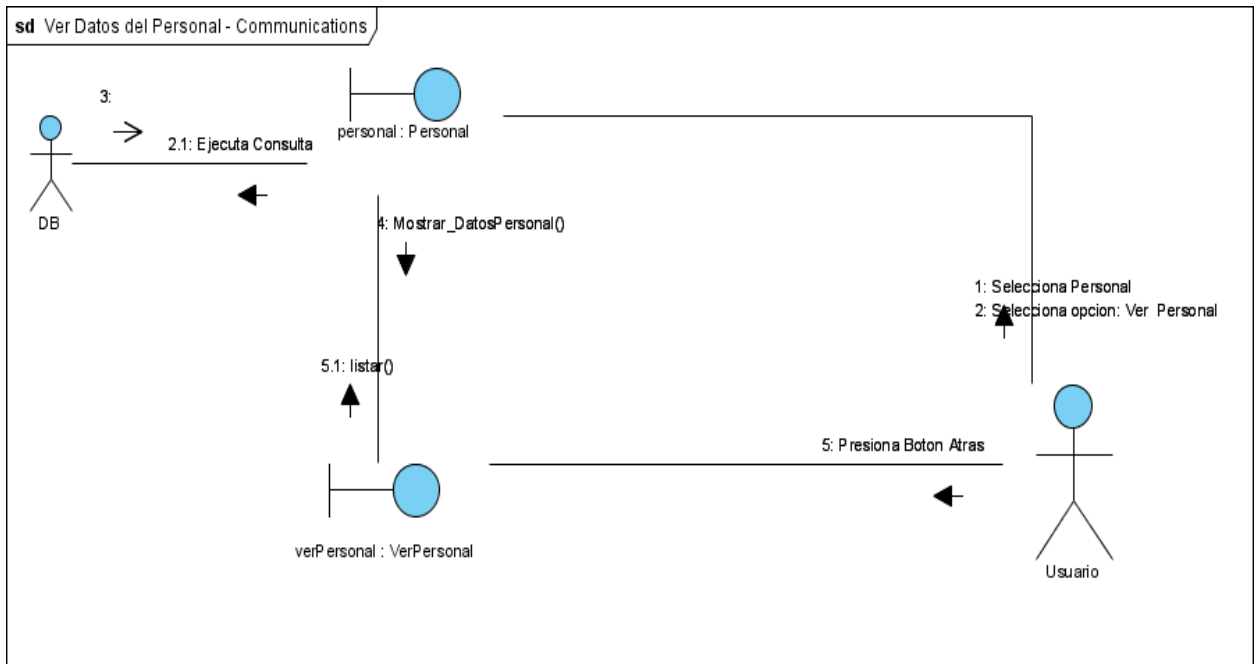 sd Ver Datos del Personal - Communications
3:
personal : Personal
2.1: Ejecuta Consulta
DB
4: Mostrar_DatosPersonal()
1: Selecciona Personal
2: Selecciona opcion: Ver Personal
5.1: listar()
5: Presiona Boton Atras
verPersonal : VerPersonal
Usuario